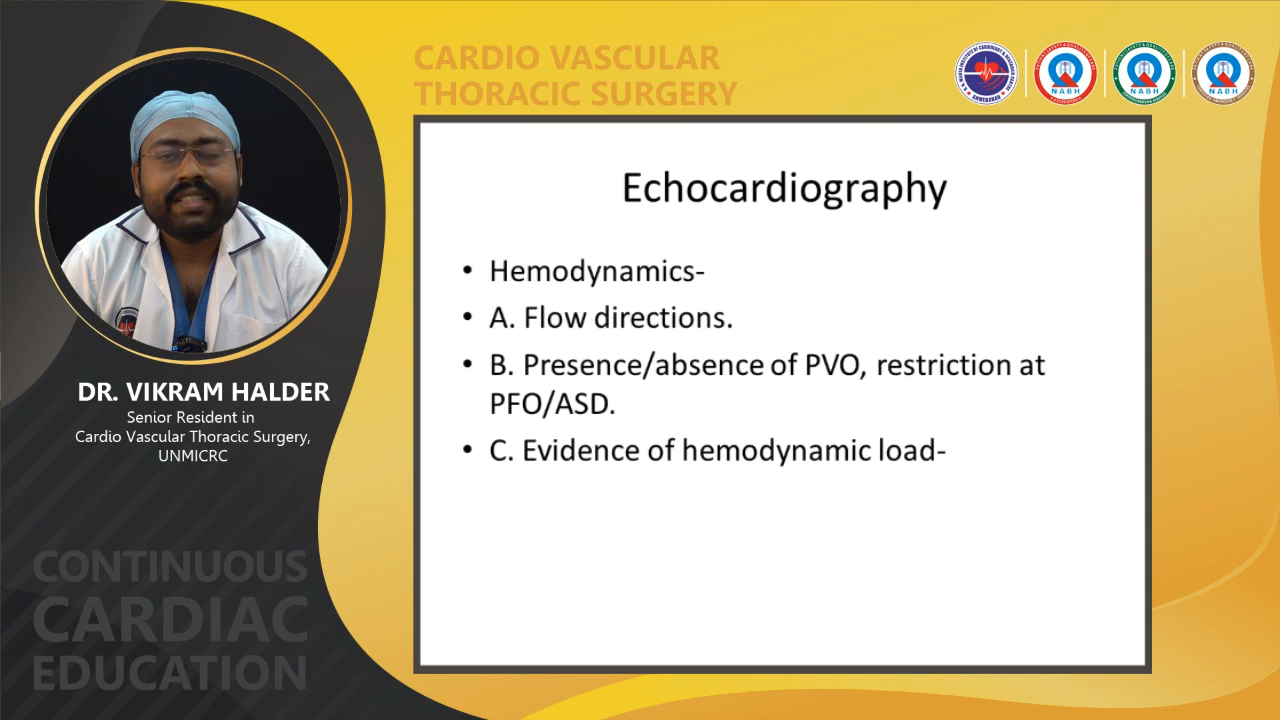 CARDIO VASCULAR
THORACIC SURGERY
NABH
NABH
NABH
Echocardiography
• Hemodynamics-
• A. Flow directions.
• B. Presence/absence of PVO, restriction at
PFO/ASD.
• C. Evidence of hemodynamic load-
DR. VIKRAM HALDER
Senior Resident in
Cardio Vascular Thoracic Surgery,
UNMICRC
CONTINUOUS
CARDIAC
EDUCATION